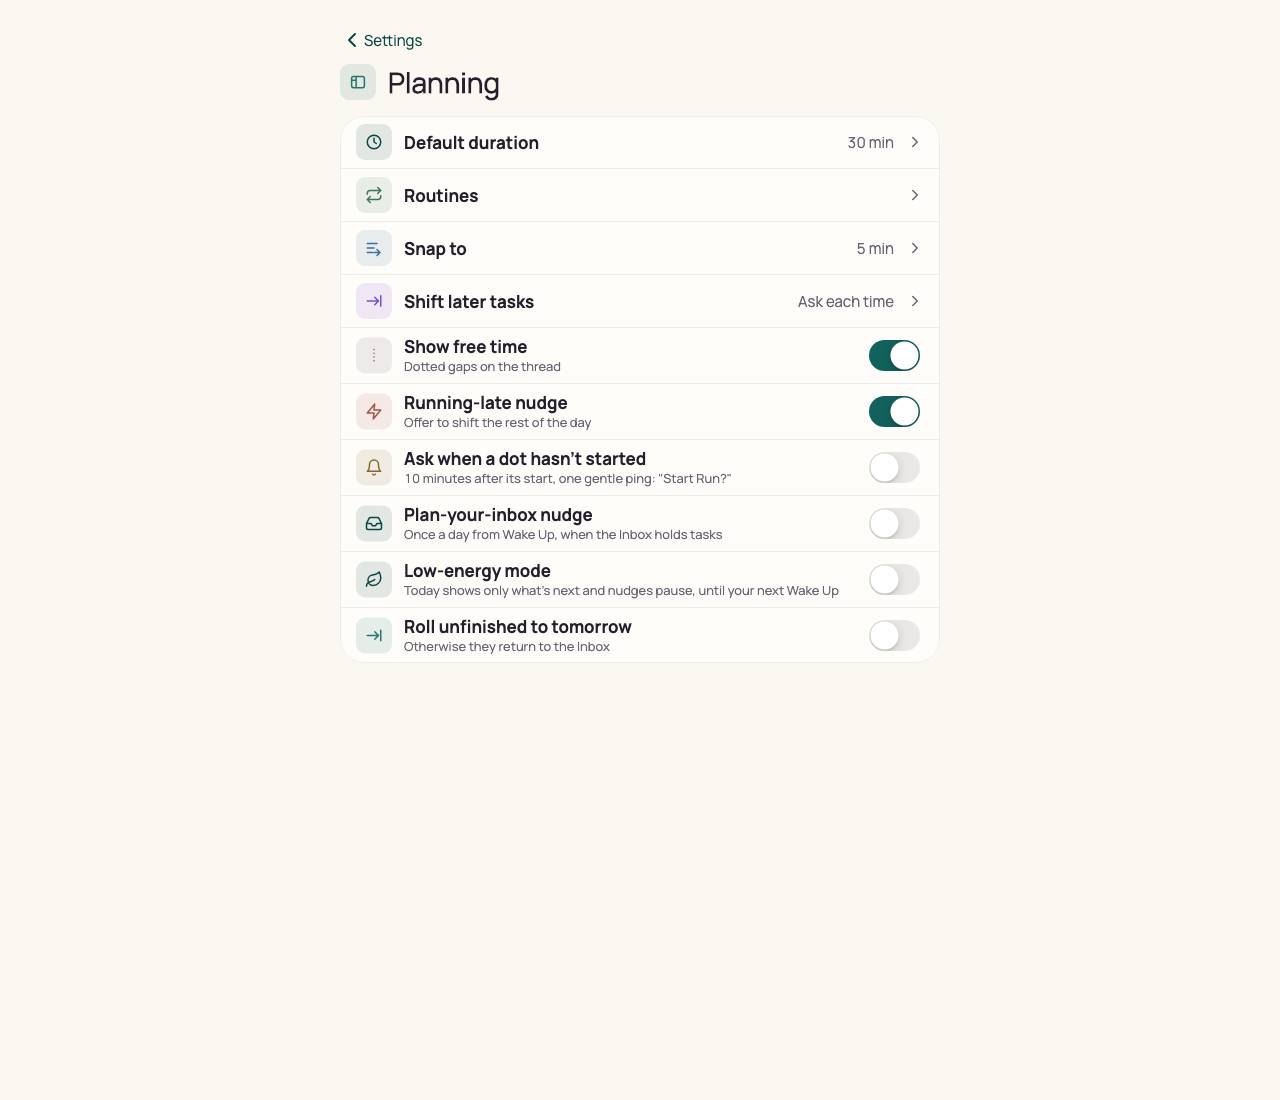 Settings
Planning
Default duration 30 min
Routines
Snap to 5 min
Shift later tasks Ask each time
Show free time
Dotted gaps on the thread
Running-late nudge
Offer to shift the rest of the day
Ask when a dot hasn’t started
10 minutes after its start, one gentle ping: "Start Run?"
Plan-your-inbox nudge
Once a day from Wake Up, when the Inbox holds tasks
Low-energy mode
Today shows only what’s next and nudges pause, until your next Wake Up
Roll unfinished to tomorrow
Otherwise they return to the Inbox